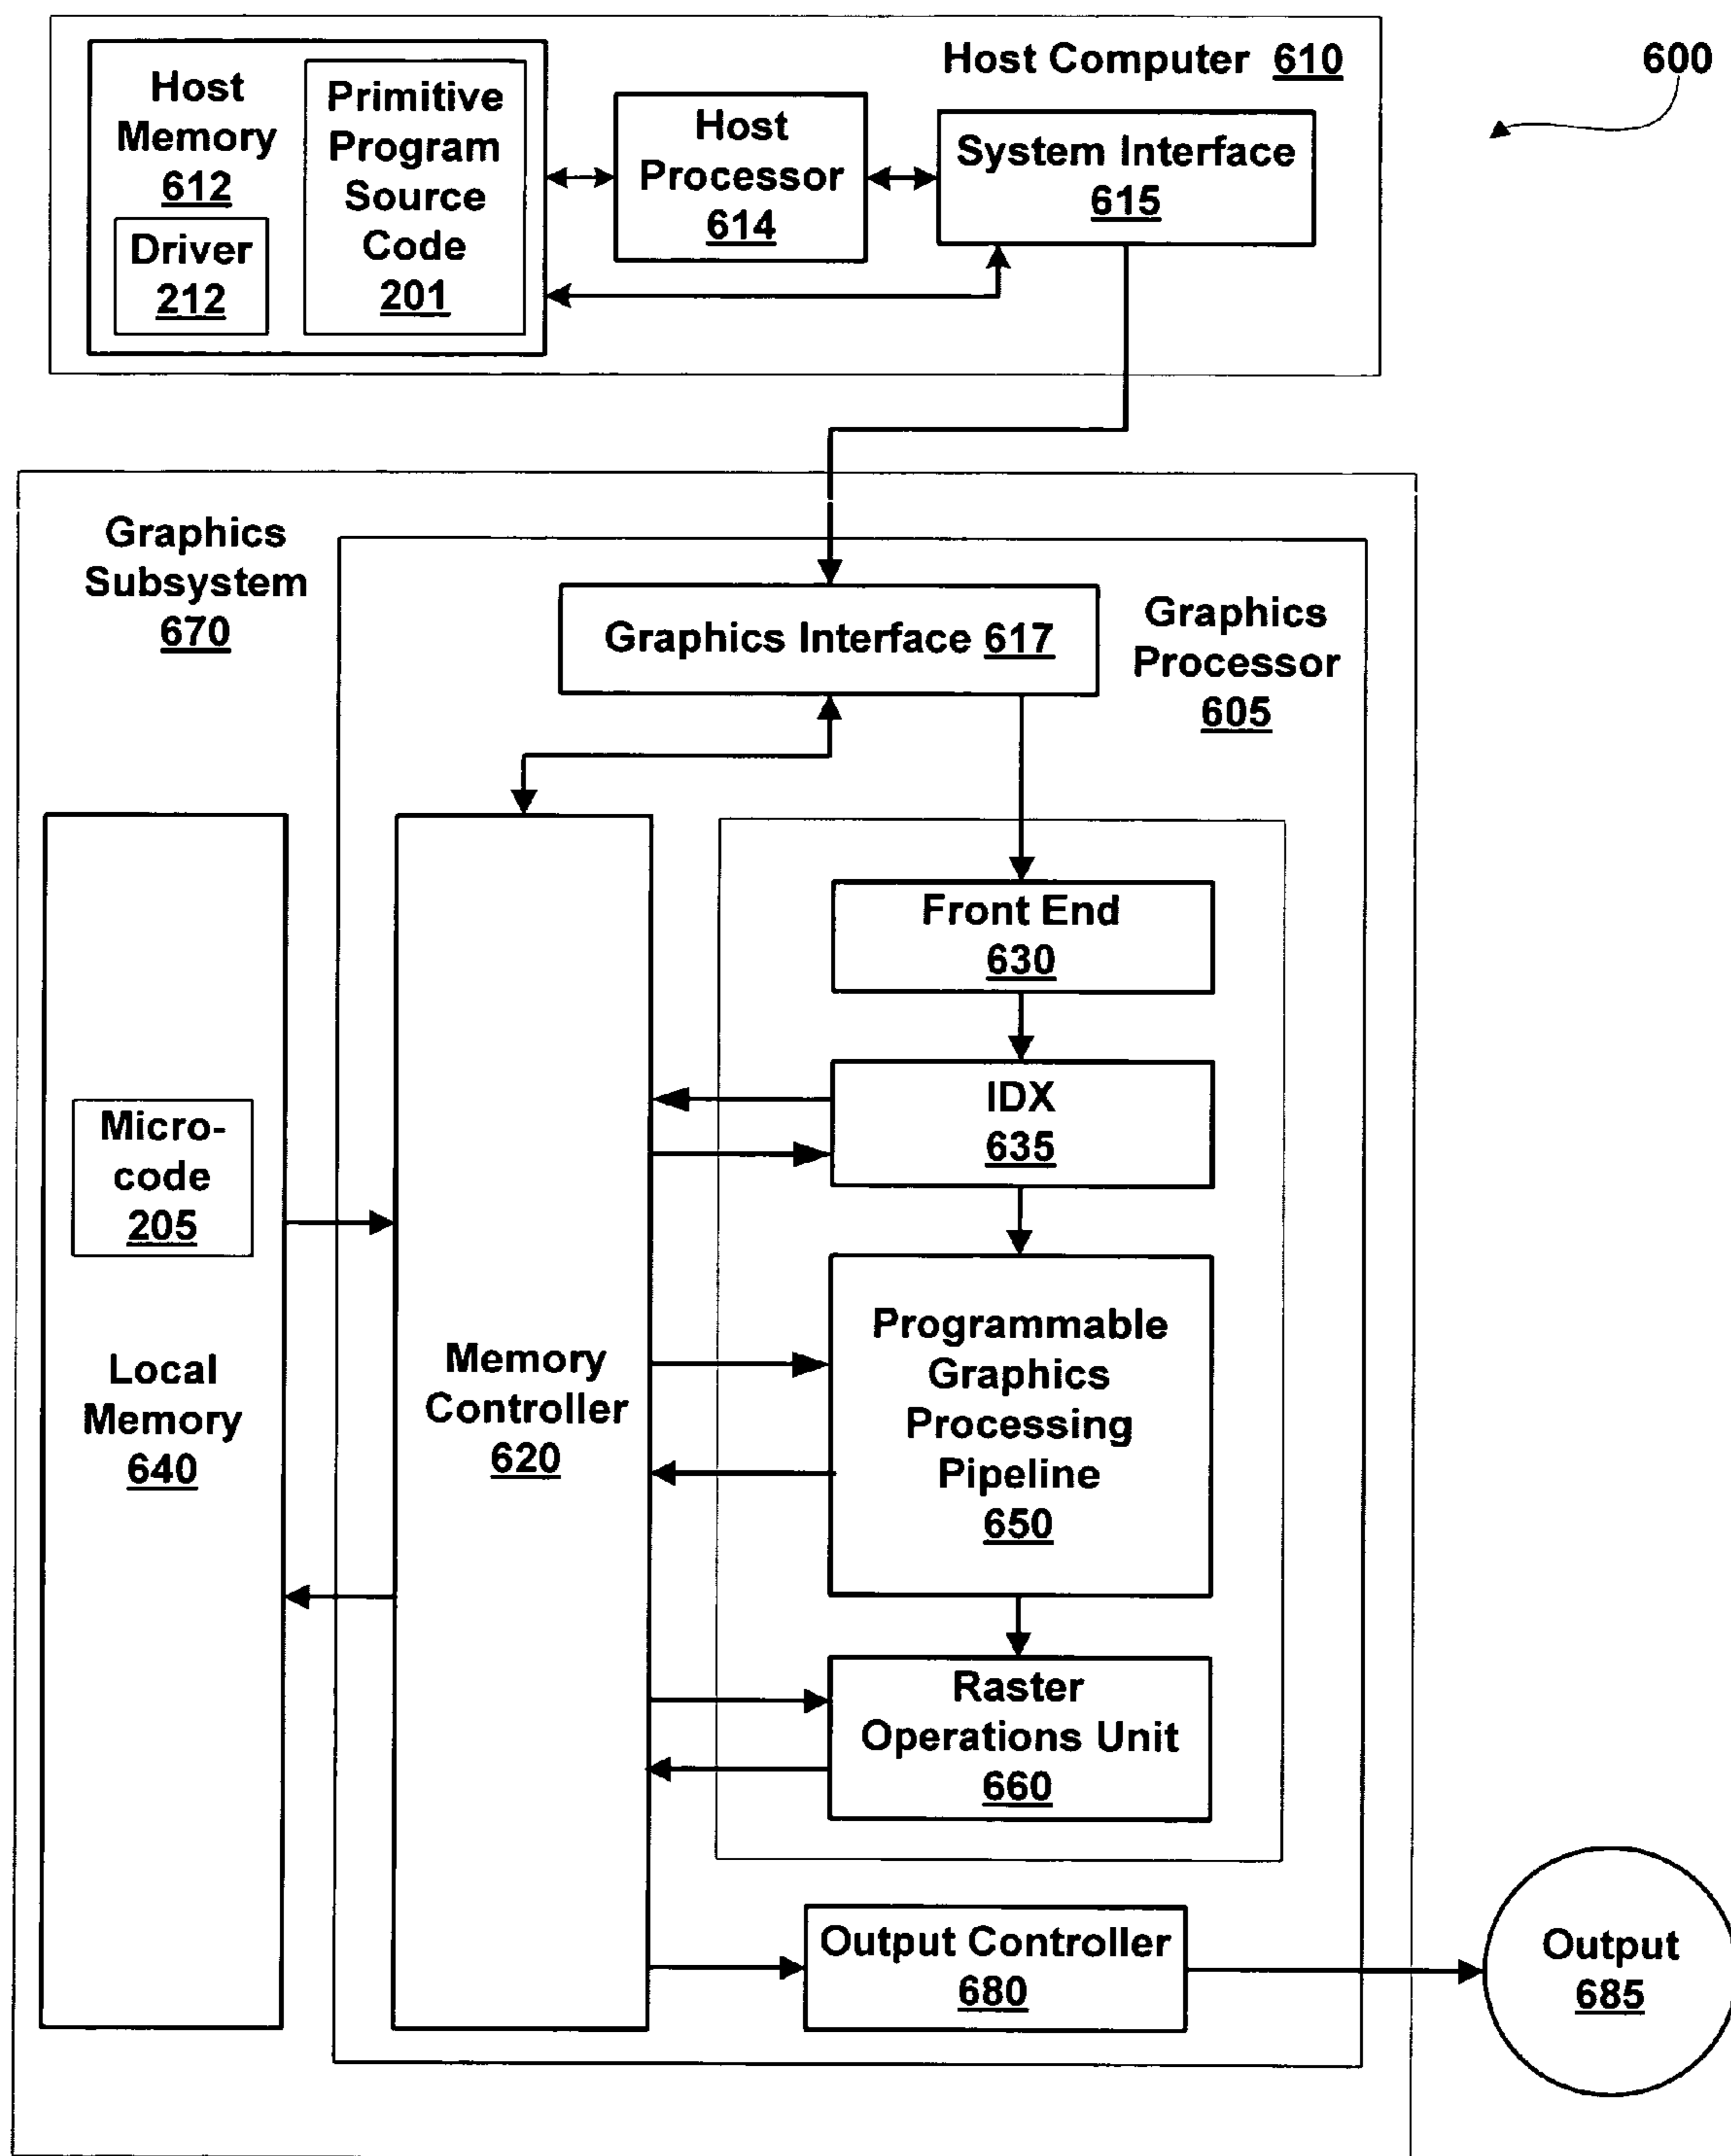 Host Computer 610
600
Host
Memory
612
Driver
212
Primitive
Program
Source
Code
201
Host
Processor
614
System Interface
615
Graphics
Subsystem
670
Graphics Interface 617
Graphics
Processor
605
Front End
630
IDX
635
Micro-
code
205
Local
Memory
640
Memory
Controller
620
Programmable
Graphics
Processing
Pipeline
650
Raster
Operations Unit
660
Output Controller
680
Output
685